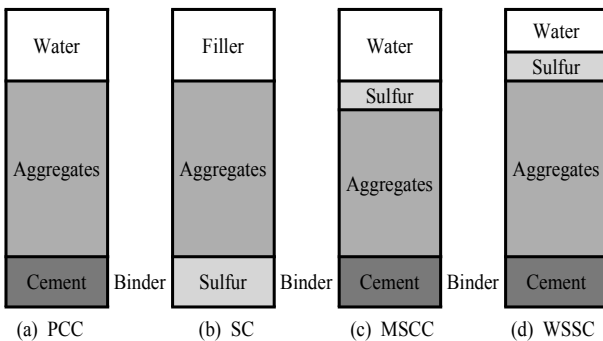 Water
Aggregates
Cement
Binder
(a) PCC
Filler
Sulfur
Binder
(b) SC
Water
Sulfur
Aggregates
Cement
Binder
(c) MSCC
Water
Sulfur
Aggregates
Cement
(d) WSSC